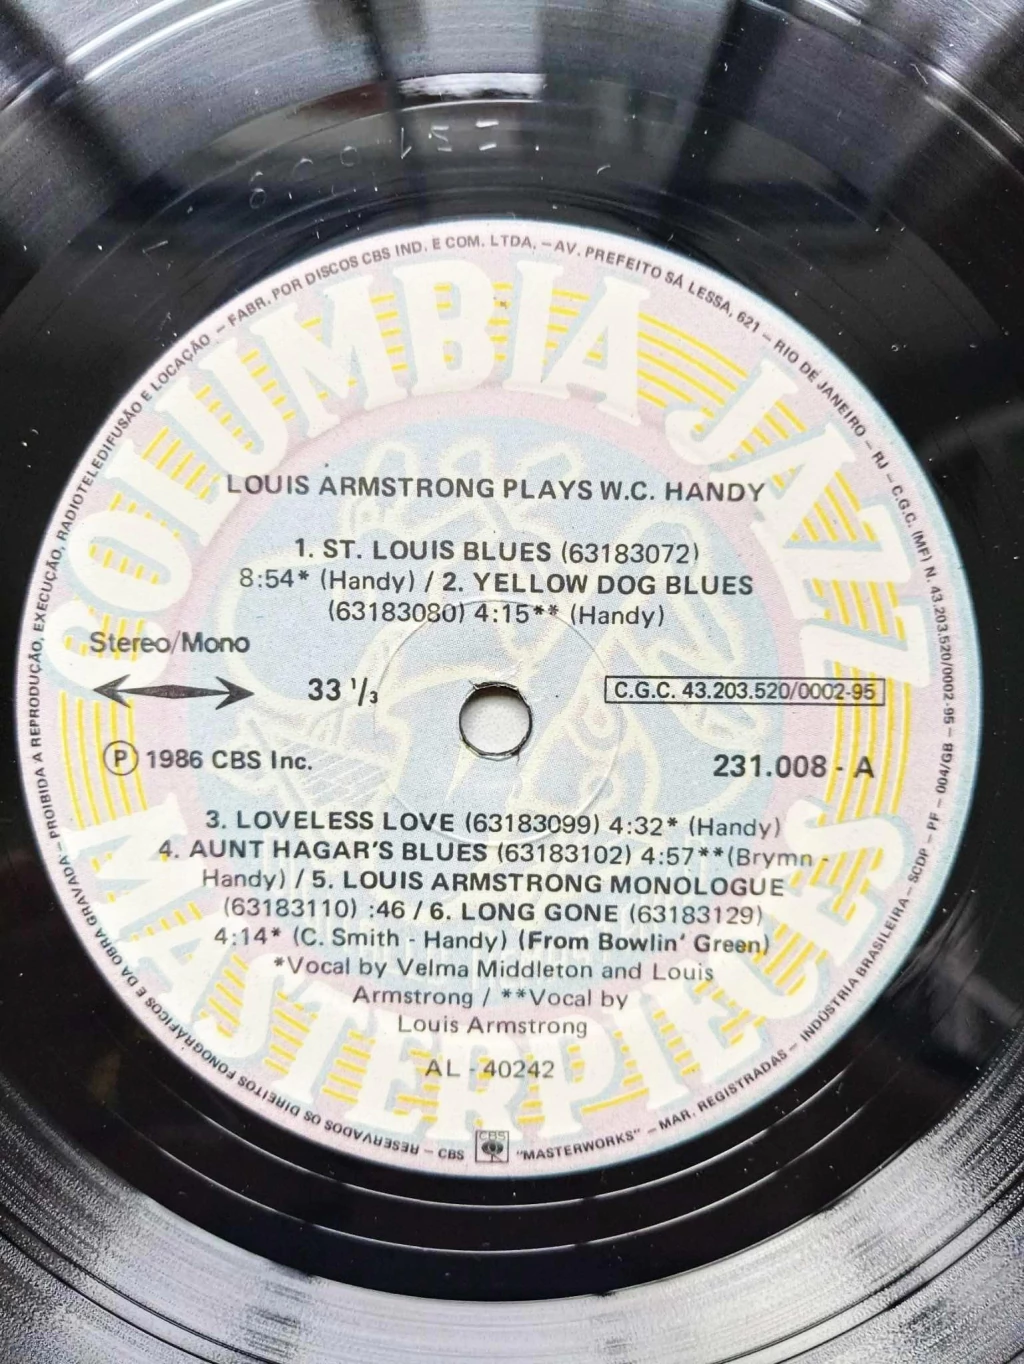 FABR. POR DISCOS CBS IND. E COM. LTDA. – AV. PREFEITO SÁ LESSA, 621 – RIO DE JANEIRO – RJ – C.G.C. (MF) N. 43.203.520/0002-95 – PF – 004/GB SCDP – INDÚSTRIA BRASILEIRA –
COLUMBIA JAZZ
LOUIS ARMSTRONG PLAYS W.C. HANDY
1. ST. LOUIS BLUES (63183072)
8:54* (Handy) / 2. YELLOW DOG BLUES
(63183080) 4:15** (Handy)
Stereo/Mono
33 1/3
C.G.C. 43.203.520/0002-95
Ⓟ 1986 CBS Inc.
231.008 - A
3. LOVELESS LOVE (63183099) 4:32* (Handy)
4. AUNT HAGAR'S BLUES (63183102) 4:57**(Brymn -
Handy) / 5. LOUIS ARMSTRONG MONOLOGUE
(63183110) :46 / 6. LONG GONE (63183129)
4:14* (C. Smith - Handy) (From Bowlin' Green)
*Vocal by Velma Middleton and Louis
Armstrong / **Vocal by
Louis Armstrong
AL - 40242
MASTERPIECES
RESERVADOS OS DIREITOS FONOGRÁFICOS E DA OBRA GRAVADA – PROIBIDA A REPRODUÇÃO, EXECUÇÃO, RADIOTELEDIFUSÃO E LOCAÇÃO –
CBS
CBS
"MASTERWORKS" – MAR. REGISTRADAS –